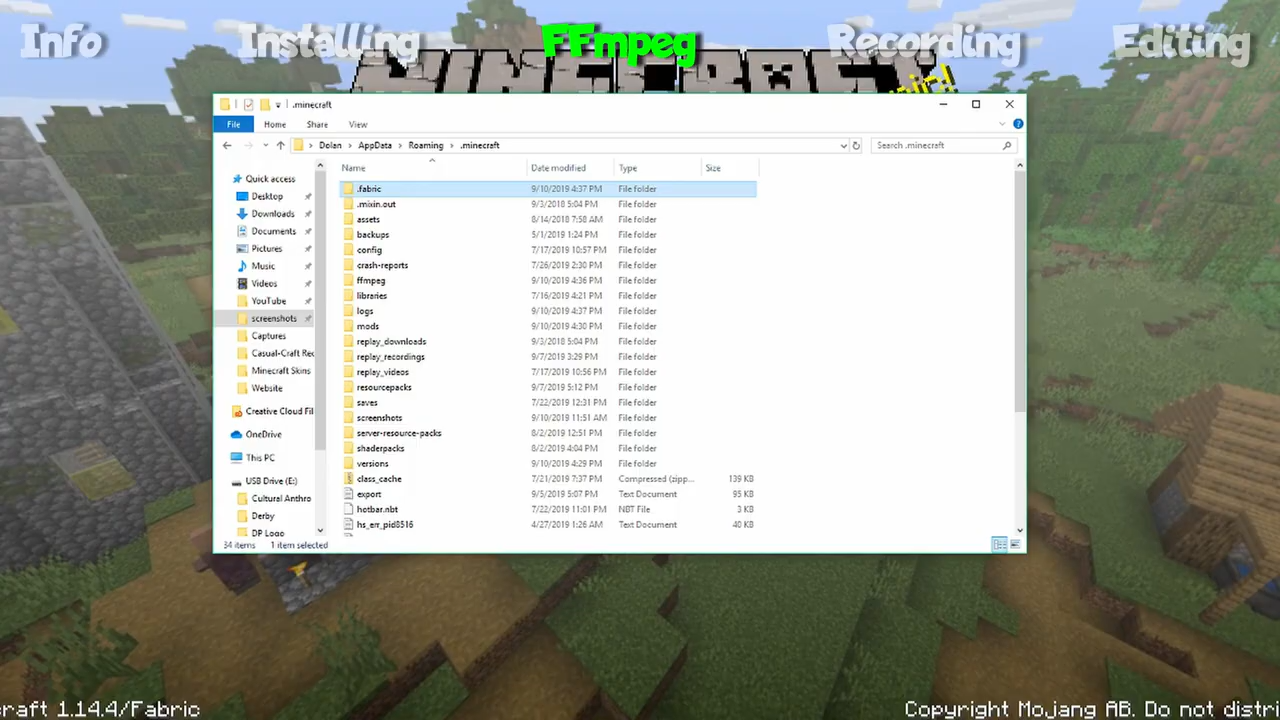 Info Installing FFmpeg Recording Editing
MINECRAFT
.minecraft
File Home Share View
Dolan AppData Roaming .minecraft Search .minecraft
Name Date modified Type Size
Quick access
Desktop
Downloads
Documents
Pictures
Music
Videos
YouTube
screenshots
Captures
Casual-Craft Rec
Minecraft Skins
Website
Creative Cloud Fil
OneDrive
This PC
USB Drive (E:)
Cultural Anthro
Derby
DP Logo
.fabric 9/10/2019 4:37 PM File folder
.mixin.out 9/3/2018 5:04 PM File folder
assets 8/14/2018 7:58 AM File folder
backups 5/1/2019 1:24 PM File folder
config 7/17/2019 10:57 PM File folder
crash-reports 7/26/2019 2:30 PM File folder
ffmpeg 9/10/2019 4:36 PM File folder
libraries 7/16/2019 4:21 PM File folder
logs 9/10/2019 4:37 PM File folder
mods 9/10/2019 4:30 PM File folder
replay_downloads 9/3/2018 5:04 PM File folder
replay_recordings 9/7/2019 3:29 PM File folder
replay_videos 7/17/2019 10:56 PM File folder
resourcepacks 9/7/2019 5:12 PM File folder
saves 7/22/2019 12:31 PM File folder
screenshots 9/10/2019 11:51 AM File folder
server-resource-packs 8/2/2019 12:51 PM File folder
shaderpacks 8/2/2019 4:04 PM File folder
versions 9/10/2019 4:29 PM File folder
class_cache 7/21/2019 7:37 PM Compressed (zipp... 139 KB
export 9/5/2019 5:07 PM Text Document 95 KB
hotbar.nbt 7/22/2019 11:01 PM NBT File 3 KB
hs_err_pid8516 4/27/2019 1:26 AM Text Document 40 KB
34 items 1 item selected
craft 1.14.4/Fabric
Copyright Mojang AB. Do not distri